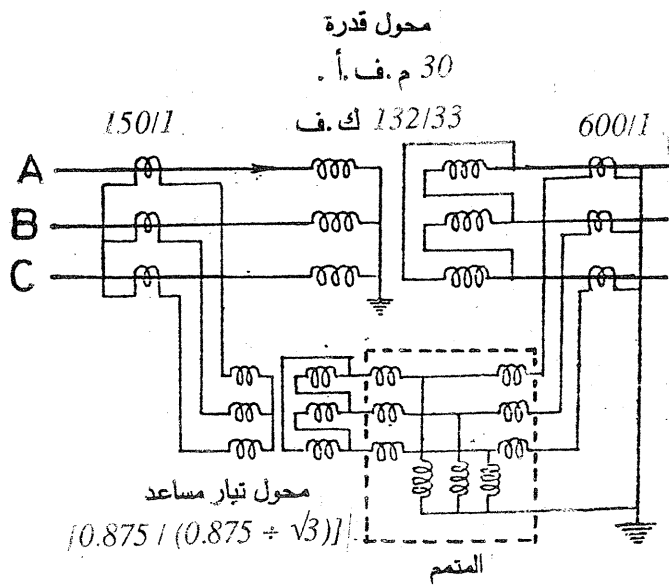 محول قدرة
30 م.ف.أ.
132/33 ك.ف
150/1
600/1
A
B
C
محول تيار مساعد
[0.875 / (0.875 ÷ √3)]
المتمم